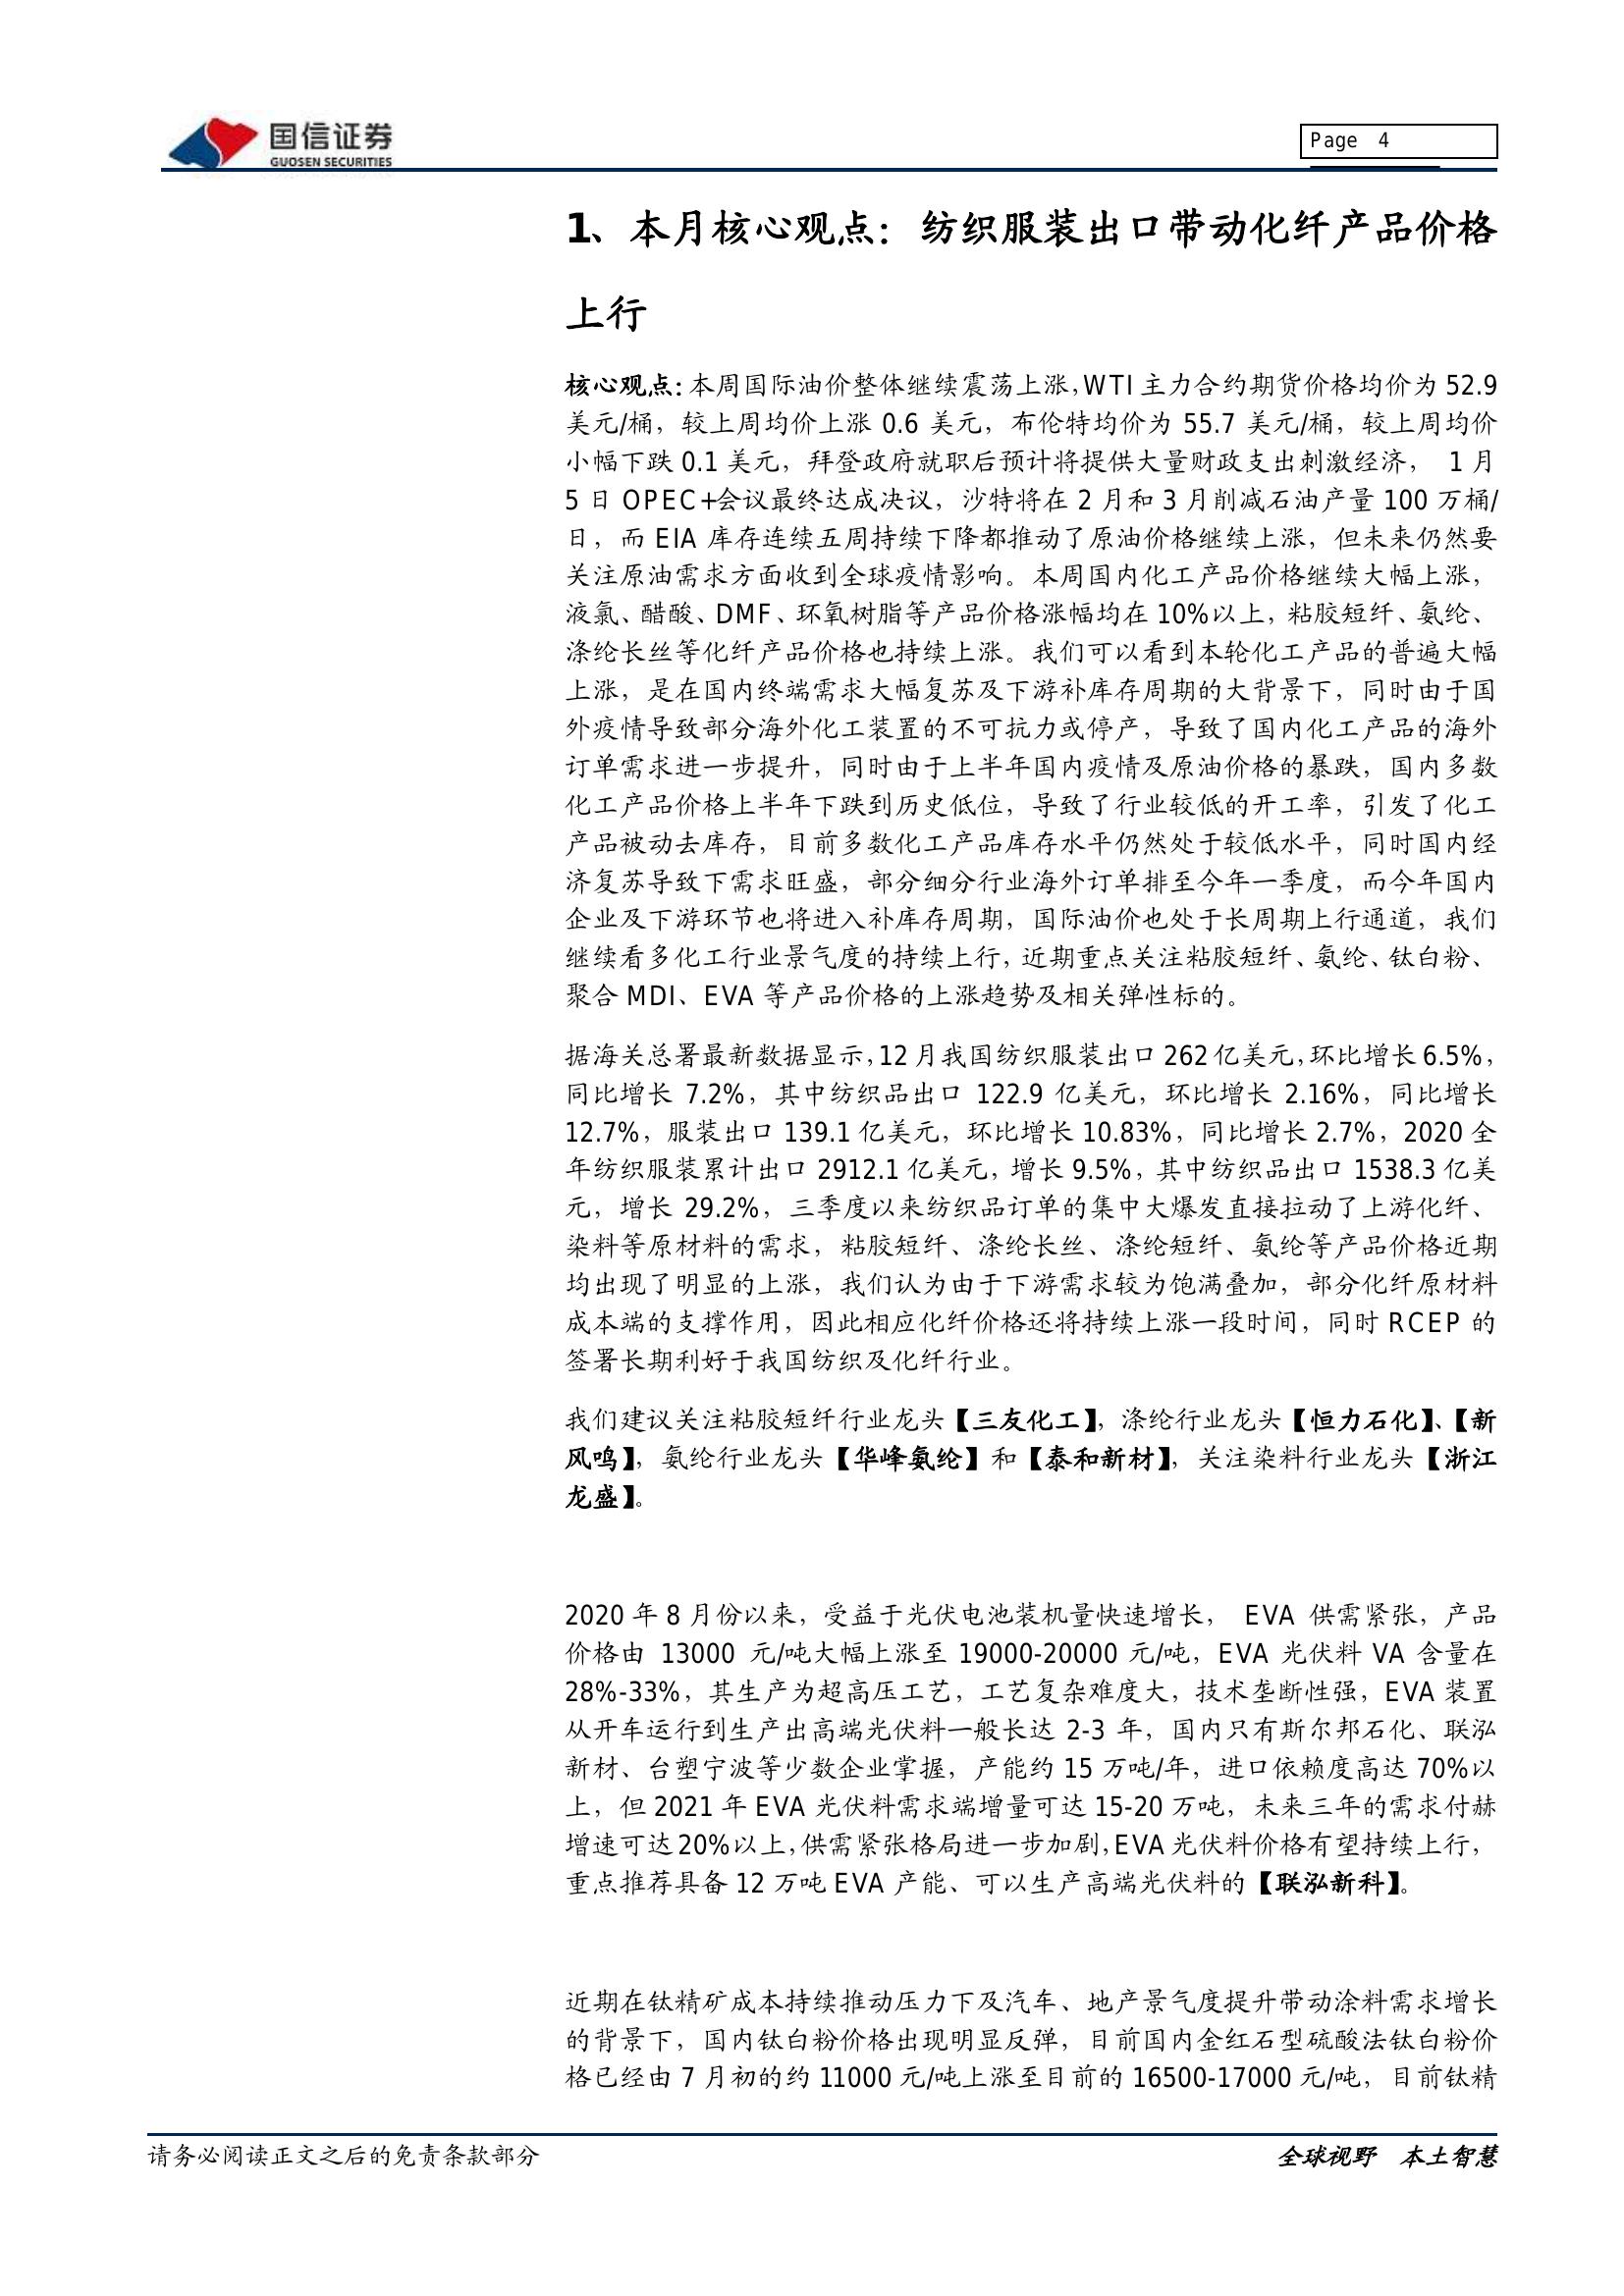 国信证券
GUOSEN SECURITIES
Page 4
1、本月核心观点：纺织服装出口带动化纤产品价格
上行
核心观点：本周国际油价整体继续震荡上涨，WTI 主力合约期货价格均价为 52.9
美元/桶，较上周均价上涨 0.6 美元，布伦特均价为 55.7 美元/桶，较上周均价
小幅下跌 0.1 美元，拜登政府就职后预计将提供大量财政支出刺激经济， 1 月
5 日 OPEC+会议最终达成决议，沙特将在 2 月和 3 月削减石油产量 100 万桶/
日，而 EIA 库存连续五周持续下降都推动了原油价格继续上涨，但未来仍然要
关注原油需求方面收到全球疫情影响。本周国内化工产品价格继续大幅上涨，
液氯、醋酸、DMF、环氧树脂等产品价格涨幅均在 10%以上，粘胶短纤、氨纶、
涤纶长丝等化纤产品价格也持续上涨。我们可以看到本轮化工产品的普遍大幅
上涨，是在国内终端需求大幅复苏及下游补库存周期的大背景下，同时由于国
外疫情导致部分海外化工装置的不可抗力或停产，导致了国内化工产品的海外
订单需求进一步提升，同时由于上半年国内疫情及原油价格的暴跌，国内多数
化工产品价格上半年下跌到历史低位，导致了行业较低的开工率，引发了化工
产品被动去库存，目前多数化工产品库存水平仍然处于较低水平，同时国内经
济复苏导致下需求旺盛，部分细分行业海外订单排至今年一季度，而今年国内
企业及下游环节也将进入补库存周期，国际油价也处于长周期上行通道，我们
继续看多化工行业景气度的持续上行，近期重点关注粘胶短纤、氨纶、钛白粉、
聚合 MDI、EVA 等产品价格的上涨趋势及相关弹性标的。
据海关总署最新数据显示，12 月我国纺织服装出口 262 亿美元，环比增长 6.5%，
同比增长 7.2%，其中纺织品出口 122.9 亿美元，环比增长 2.16%，同比增长
12.7%，服装出口 139.1 亿美元，环比增长 10.83%，同比增长 2.7%，2020 全
年纺织服装累计出口 2912.1 亿美元，增长 9.5%，其中纺织品出口 1538.3 亿美
元，增长 29.2%，三季度以来纺织品订单的集中大爆发直接拉动了上游化纤、
染料等原材料的需求，粘胶短纤、涤纶长丝、涤纶短纤、氨纶等产品价格近期
均出现了明显的上涨，我们认为由于下游需求较为饱满叠加，部分化纤原材料
成本端的支撑作用，因此相应化纤价格还将持续上涨一段时间，同时 RCEP 的
签署长期利好于我国纺织及化纤行业。
我们建议关注粘胶短纤行业龙头【三友化工】，涤纶行业龙头【恒力石化】、【新
风鸣】，氨纶行业龙头【华峰氨纶】和【泰和新材】，关注染料行业龙头【浙江
龙盛】。
2020 年 8 月份以来，受益于光伏电池装机量快速增长， EVA 供需紧张，产品
价格由 13000 元/吨大幅上涨至 19000-20000 元/吨，EVA 光伏料 VA 含量在
28%-33%，其生产为超高压工艺，工艺复杂难度大，技术垄断性强，EVA 装置
从开车运行到生产出高端光伏料一般长达 2-3 年，国内只有斯尔邦石化、联泓
新材、台塑宁波等少数企业掌握，产能约 15 万吨/年，进口依赖度高达 70%以
上，但 2021 年 EVA 光伏料需求端增量可达 15-20 万吨，未来三年的需求付赫
增速可达 20%以上，供需紧张格局进一步加剧，EVA 光伏料价格有望持续上行，
重点推荐具备 12 万吨 EVA 产能、可以生产高端光伏料的【联泓新科】。
近期在钛精矿成本持续推动压力下及汽车、地产景气度提升带动涂料需求增长
的背景下，国内钛白粉价格出现明显反弹，目前国内金红石型硫酸法钛白粉价
格已经由 7 月初的约 11000 元/吨上涨至目前的 16500-17000 元/吨，目前钛精
请务必阅读正文之后的免责条款部分
全球视野 本土智慧